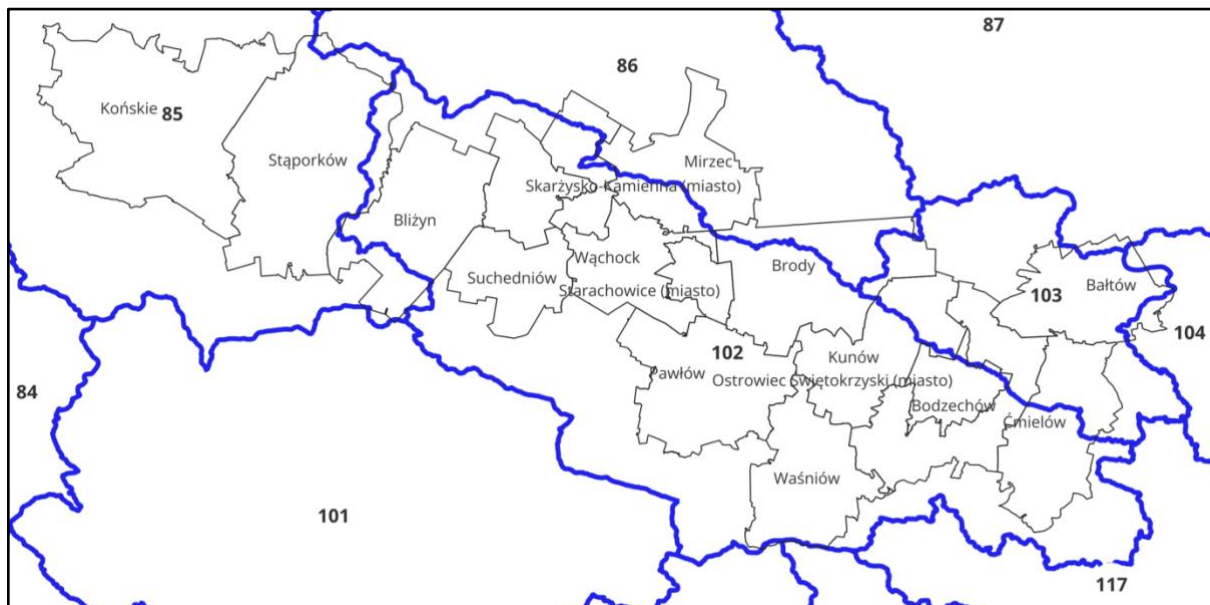 87
86
Końskie
85
Stąporków
Mirzec
Skarżysko-Kamienna (miasto)
Bliżyn
Wąchock
Brody
Suchedniów
Starachowice (miasto)
Bałtów
103
104
102
Kunów
Pawłów
Ostrowiec Świętokrzyski (miasto)
84
Bodzechów
Ćmielów
Waśniów
101
117